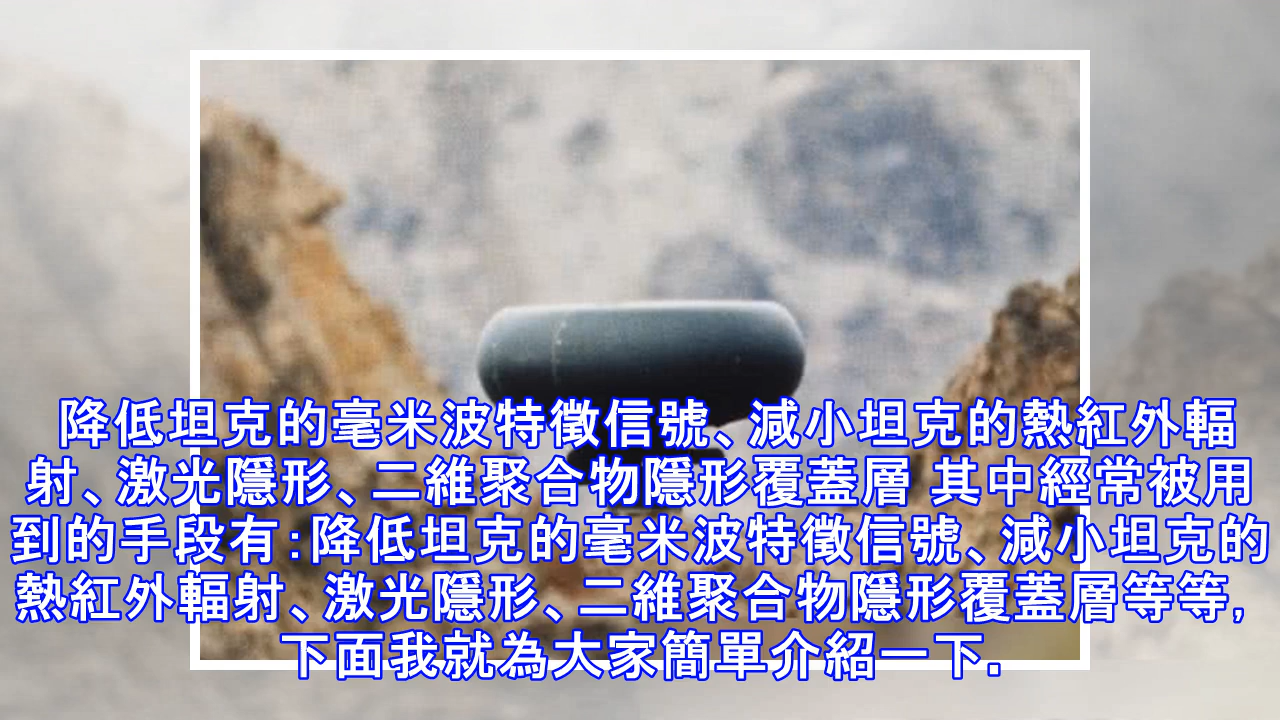 降低坦克的毫米波特徵信號、減小坦克的熱紅外輻
射、激光隱形、二維聚合物隱形覆蓋層 其中經常被用
到的手段有:降低坦克的毫米波特徵信號、減小坦克的
熱紅外輻射、激光隱形、二維聚合物隱形覆蓋層等等,
下面我就為大家簡單介紹一下.